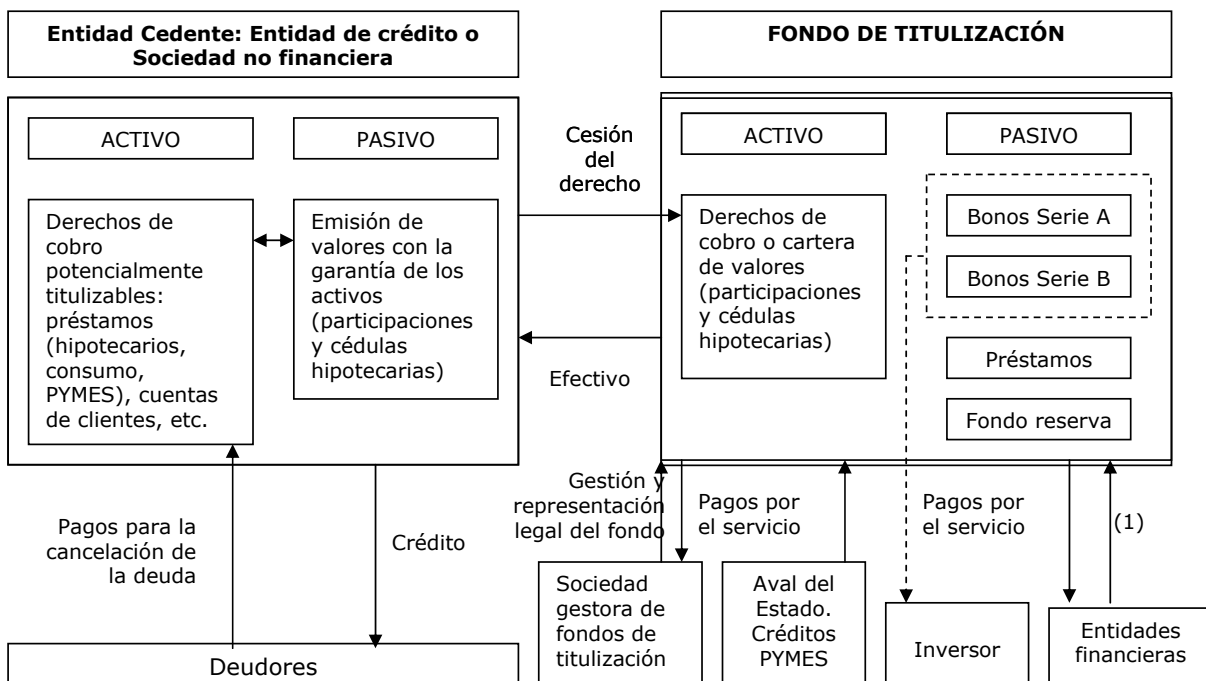 Entidad Cedente: Entidad de crédito o
Sociedad no financiera
FONDO DE TITULIZACIÓN
ACTIVO
PASIVO
Derechos de
cobro
potencialmente
titulizables:
préstamos
(hipotecarios,
consumo,
PYMES), cuentas
de clientes, etc.
Emisión de
valores con la
garantía de los
activos
(participaciones
y cédulas
hipotecarias)
Cesión
del
derecho
Efectivo
ACTIVO
PASIVO
Derechos de
cobro o cartera
de valores
(participaciones
y cédulas
hipotecarias)
Bonos Serie A
Bonos Serie B
Préstamos
Fondo reserva
Pagos para la
cancelación de
la deuda
Crédito
Gestión y
representación
legal del fondo
Pagos por
el servicio
Pagos por
el servicio
(1)
Deudores
Sociedad
gestora de
fondos de
titulización
Aval del
Estado.
Créditos
PYMES
Inversor
Entidades
financieras